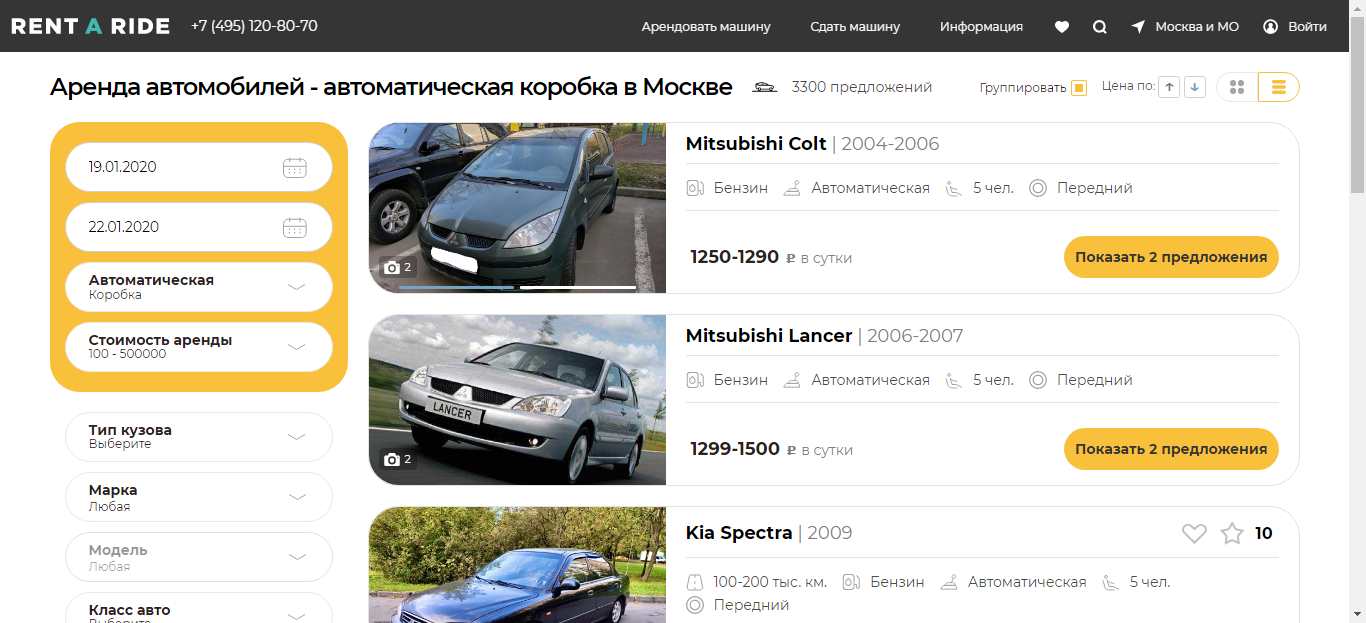 RENT A RIDE +7 (495) 120-80-70 Арендовать машину Сдать машину Информация Москва и МО Войти
Аренда автомобилей - автоматическая коробка в Москве 3300 предложений Группировать Цена по:
19.01.2020
22.01.2020
Автоматическая
Коробка
Стоимость аренды
100 - 500000
Тип кузова
Выберите
Марка
Любая
Модель
Любая
Класс авто
Выберите
Mitsubishi Colt | 2004-2006
Бензин Автоматическая 5 чел. Передний
2
1250-1290 ₽ в сутки Показать 2 предложения
Mitsubishi Lancer | 2006-2007
Бензин Автоматическая 5 чел. Передний
LANCER
2
1299-1500 ₽ в сутки Показать 2 предложения
Kia Spectra | 2009 10
100-200 тыс. км. Бензин Автоматическая 5 чел.
Передний